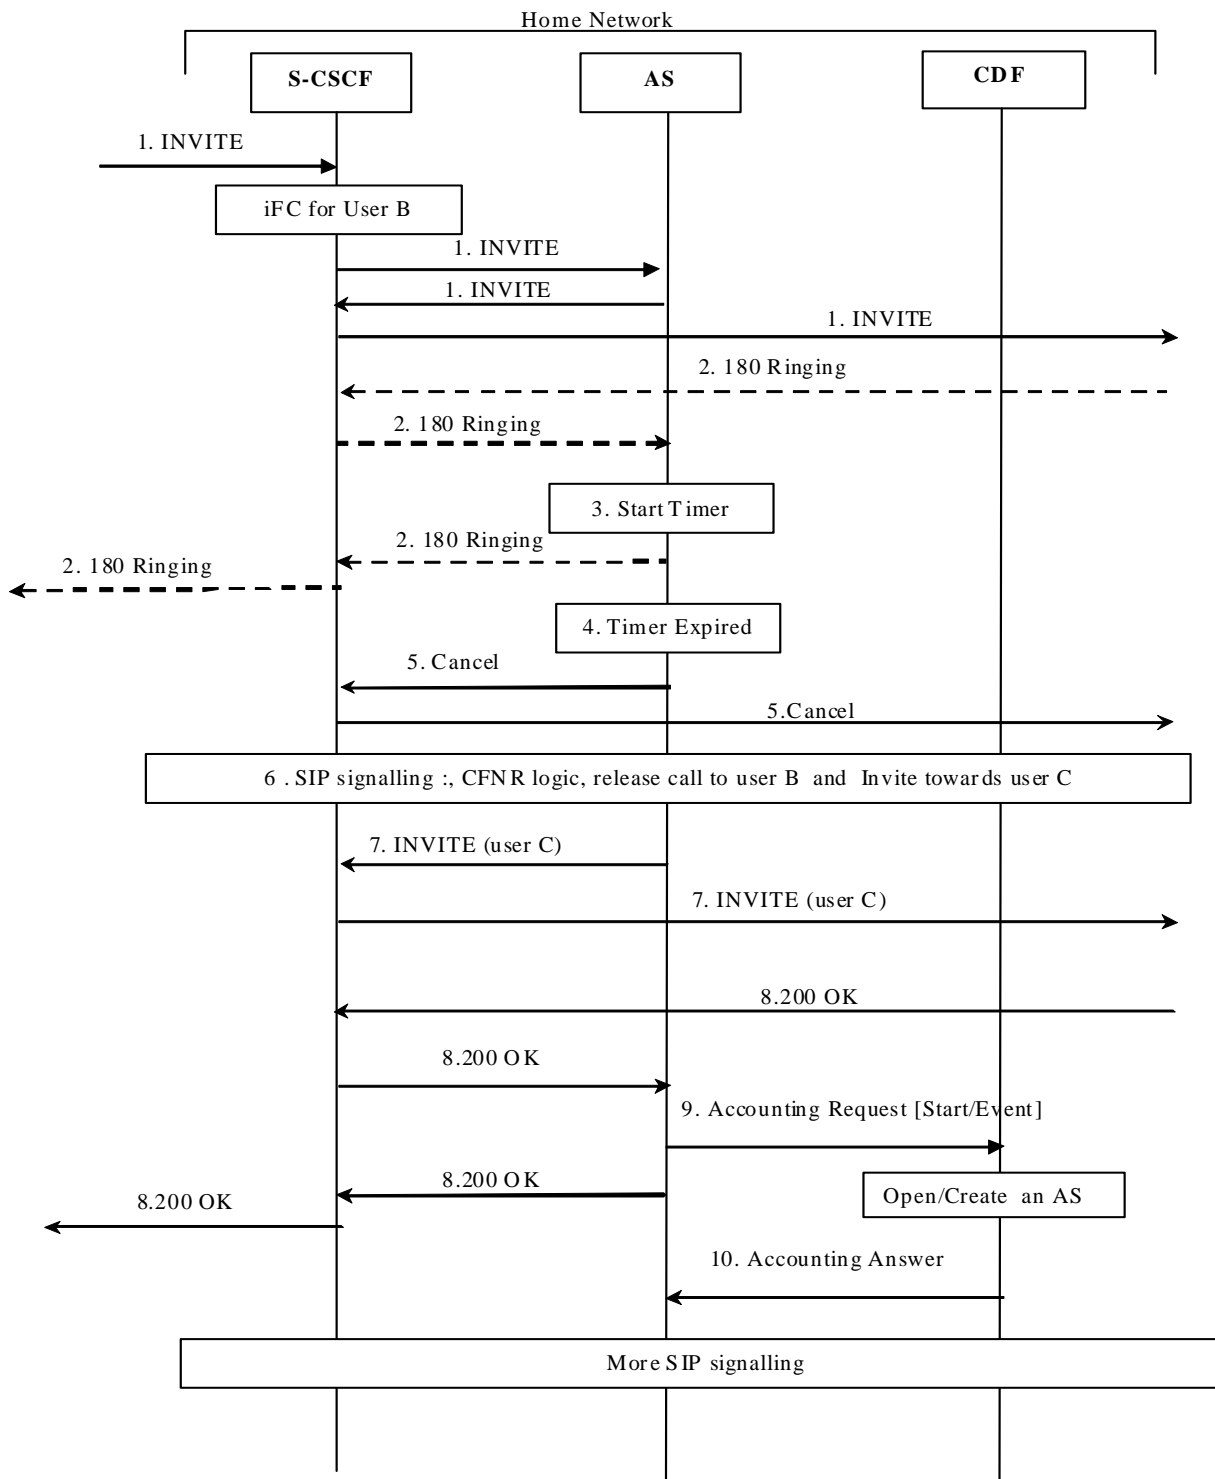 Home Network
S-CSCF
AS
CDF
1. INVITE
iFC for User B
1. INVITE
1. INVITE
1. INVITE
2. 180 Ringing
2. 180 Ringing
3. Start Timer
2. 180 Ringing
2. 180 Ringing
4. Timer Expired
5. Cancel
5.Cancel
6 . SIP signalling :, CFNR logic, release call to user B and Invite towards user C
7. INVITE (user C)
7. INVITE (user C)
8.200 OK
8.200 OK
9. Accounting Request [Start/Event]
8.200 OK
Open/Create an AS
8.200 OK
10. Accounting Answer
More SIP signalling